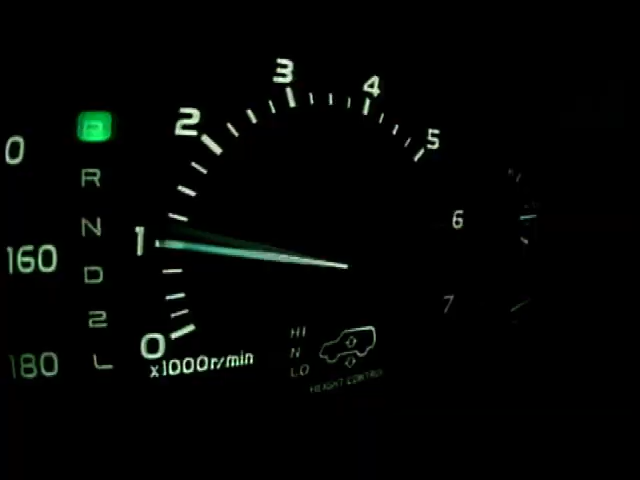 0
160
180
P
R
N
D
2
L
0
1
2
3
4
5
6
7
x1000r/min
HI
N
LO
HEIGHT CONTROL